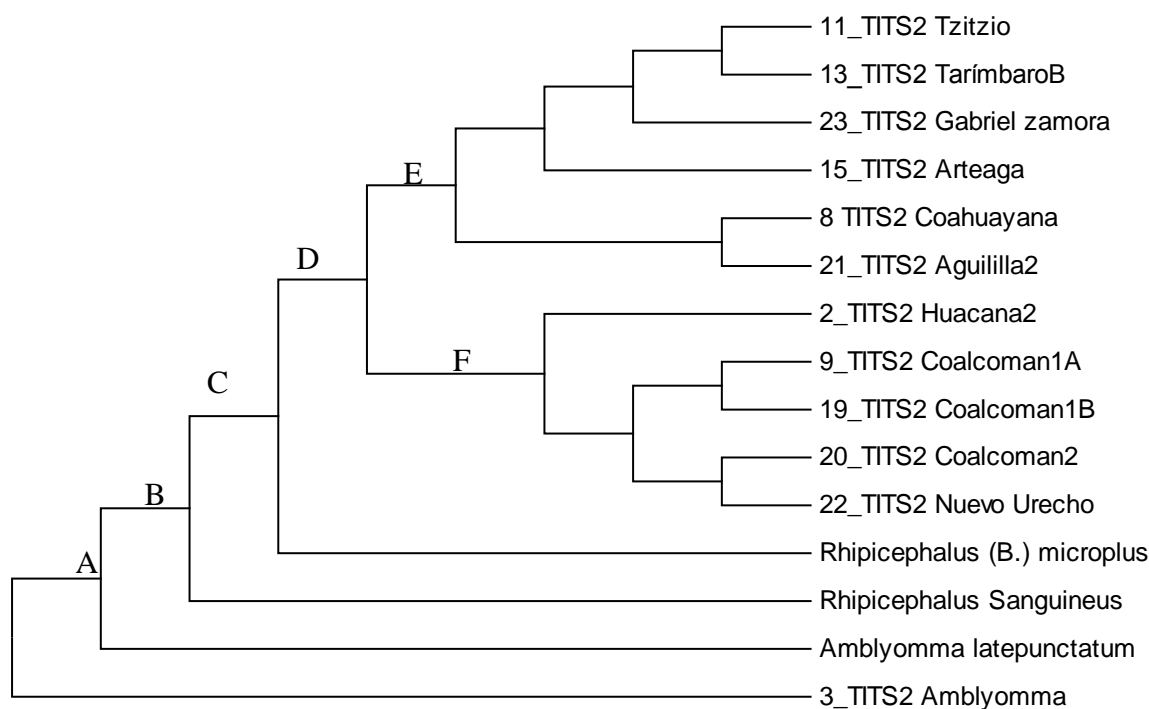 11_TITS2 Tzitzio
13_TITS2 TarímbaroB
23_TITS2 Gabriel zamora
15_TITS2 Arteaga
E
8 TITS2 Coahuayana
D
21_TITS2 Aguililla2
2_TITS2 Huacana2
F
9_TITS2 Coalcoman1A
C
19_TITS2 Coalcoman1B
20_TITS2 Coalcoman2
B
22_TITS2 Nuevo Urecho
A
Rhipicephalus (B.) microplus
Rhipicephalus Sanguineus
Amblyomma latepunctatum
3_TITS2 Amblyomma